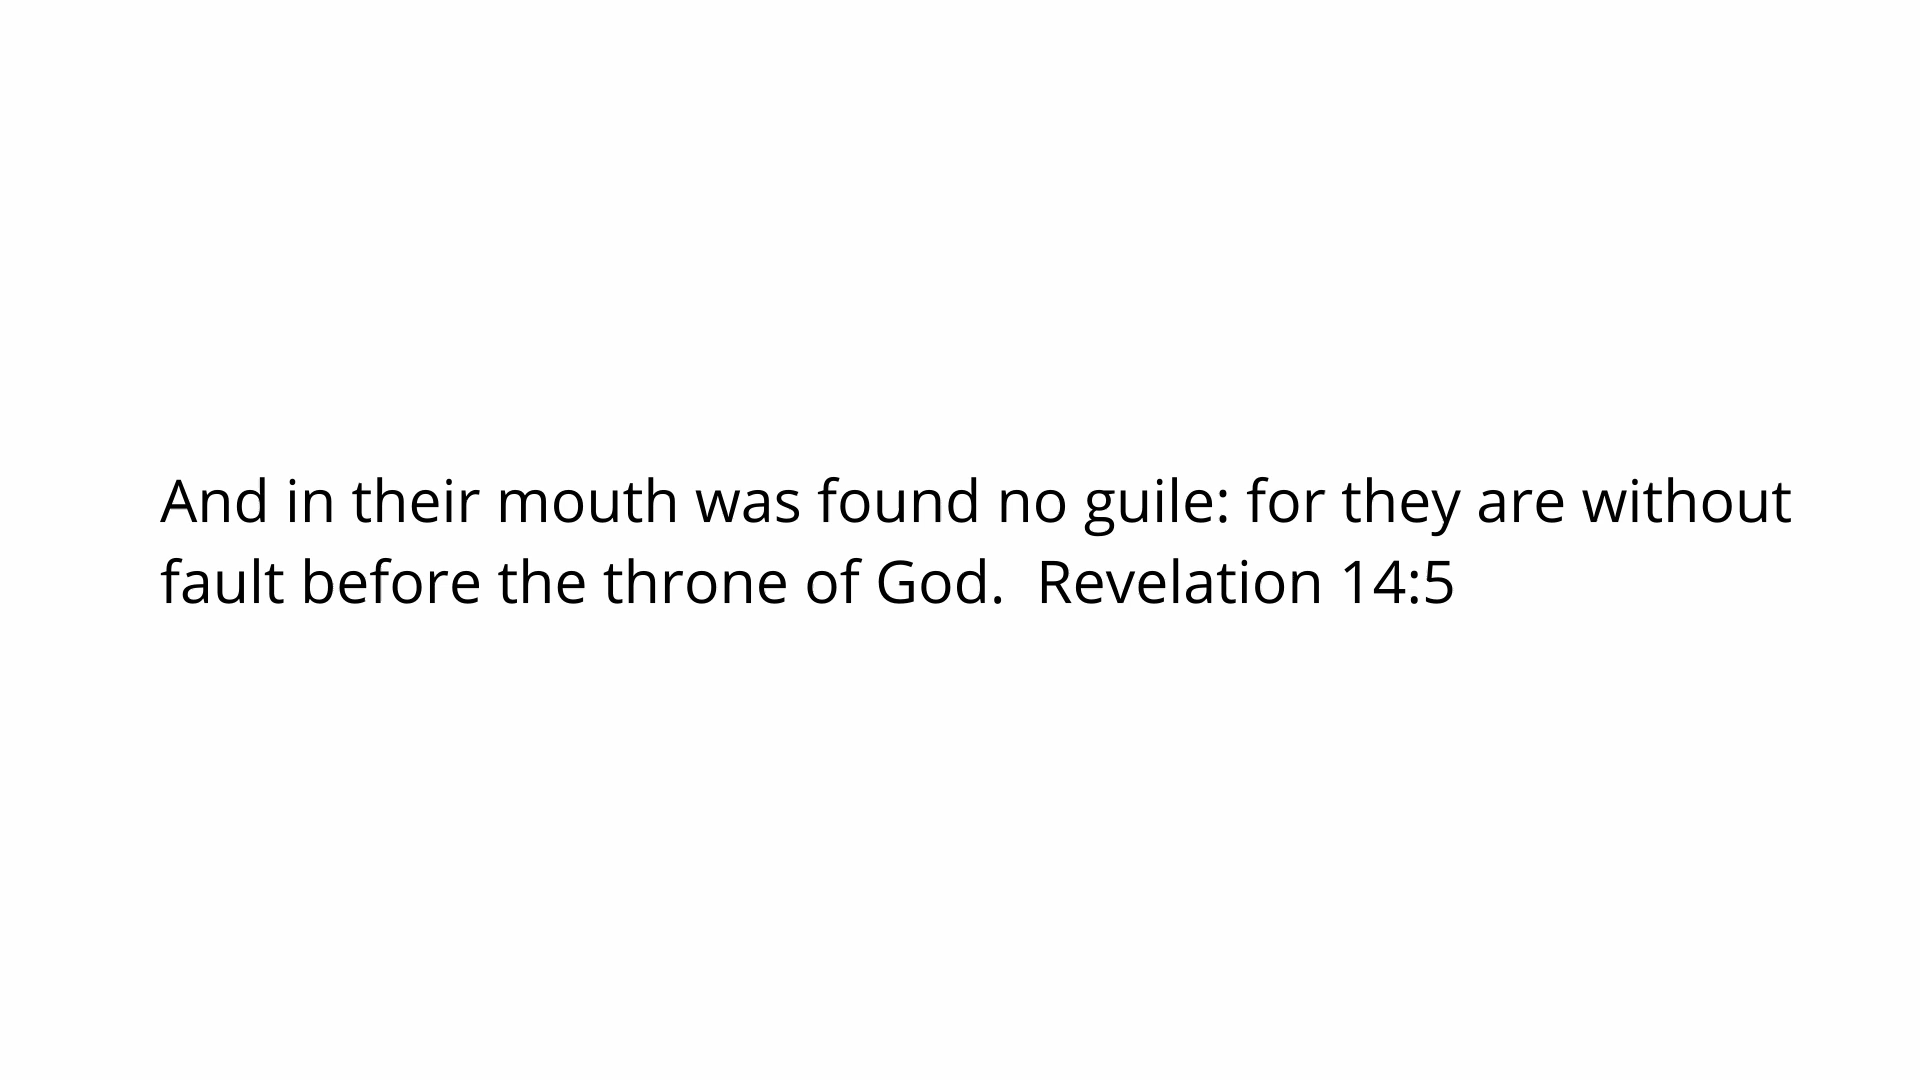 And in their mouth was found no guile: for they are without
fault before the throne of God.  Revelation 14:5